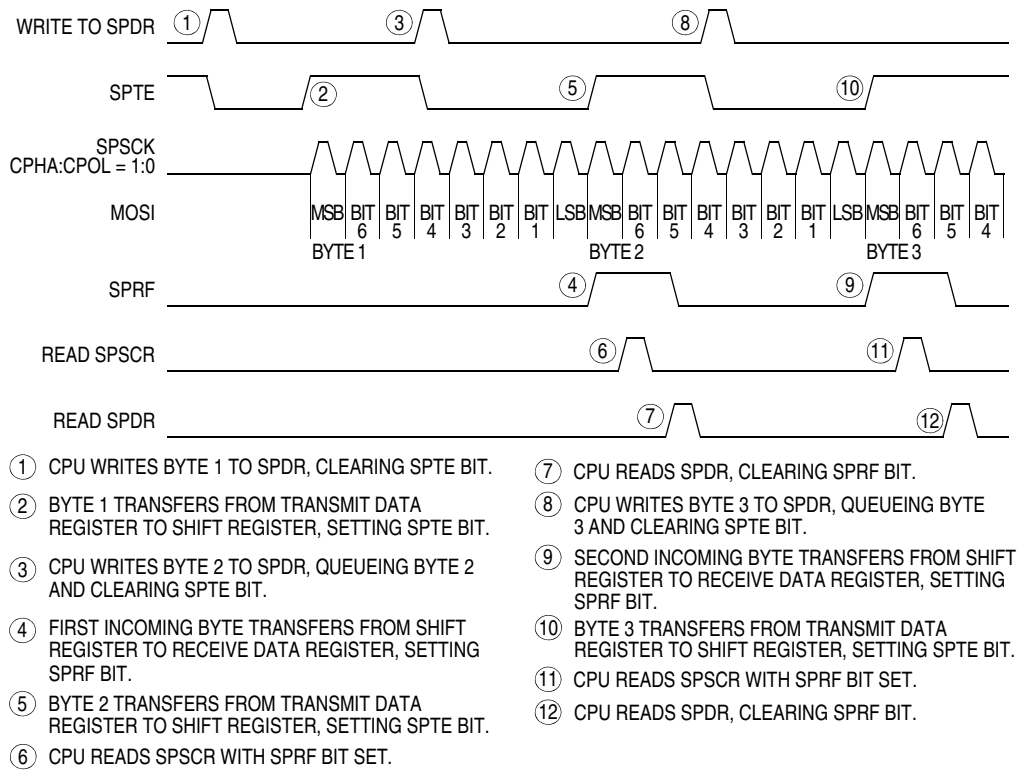 WRITE TO SPDR
1
3
8
SPTE
2
5
10
SPSCK
CPHA:CPOL = 1:0
MOSI
MSB BIT 6 BIT 5 BIT 4 BIT 3 BIT 2 BIT 1 LSB MSB BIT 6 BIT 5 BIT 4 BIT 3 BIT 2 BIT 1 LSB MSB BIT 6 BIT 5 BIT 4
BYTE 1 BYTE 2 BYTE 3
SPRF
4
9
READ SPSCR
6
11
READ SPDR
7
12
1 CPU WRITES BYTE 1 TO SPDR, CLEARING SPTE BIT.
2 BYTE 1 TRANSFERS FROM TRANSMIT DATA
REGISTER TO SHIFT REGISTER, SETTING SPTE BIT.
3 CPU WRITES BYTE 2 TO SPDR, QUEUEING BYTE 2
AND CLEARING SPTE BIT.
4 FIRST INCOMING BYTE TRANSFERS FROM SHIFT
REGISTER TO RECEIVE DATA REGISTER, SETTING
SPRF BIT.
5 BYTE 2 TRANSFERS FROM TRANSMIT DATA
REGISTER TO SHIFT REGISTER, SETTING SPTE BIT.
6 CPU READS SPSCR WITH SPRF BIT SET.
7 CPU READS SPDR, CLEARING SPRF BIT.
8 CPU WRITES BYTE 3 TO SPDR, QUEUEING BYTE
3 AND CLEARING SPTE BIT.
9 SECOND INCOMING BYTE TRANSFERS FROM SHIFT
REGISTER TO RECEIVE DATA REGISTER, SETTING
SPRF BIT.
10 BYTE 3 TRANSFERS FROM TRANSMIT DATA
REGISTER TO SHIFT REGISTER, SETTING SPTE BIT.
11 CPU READS SPSCR WITH SPRF BIT SET.
12 CPU READS SPDR, CLEARING SPRF BIT.